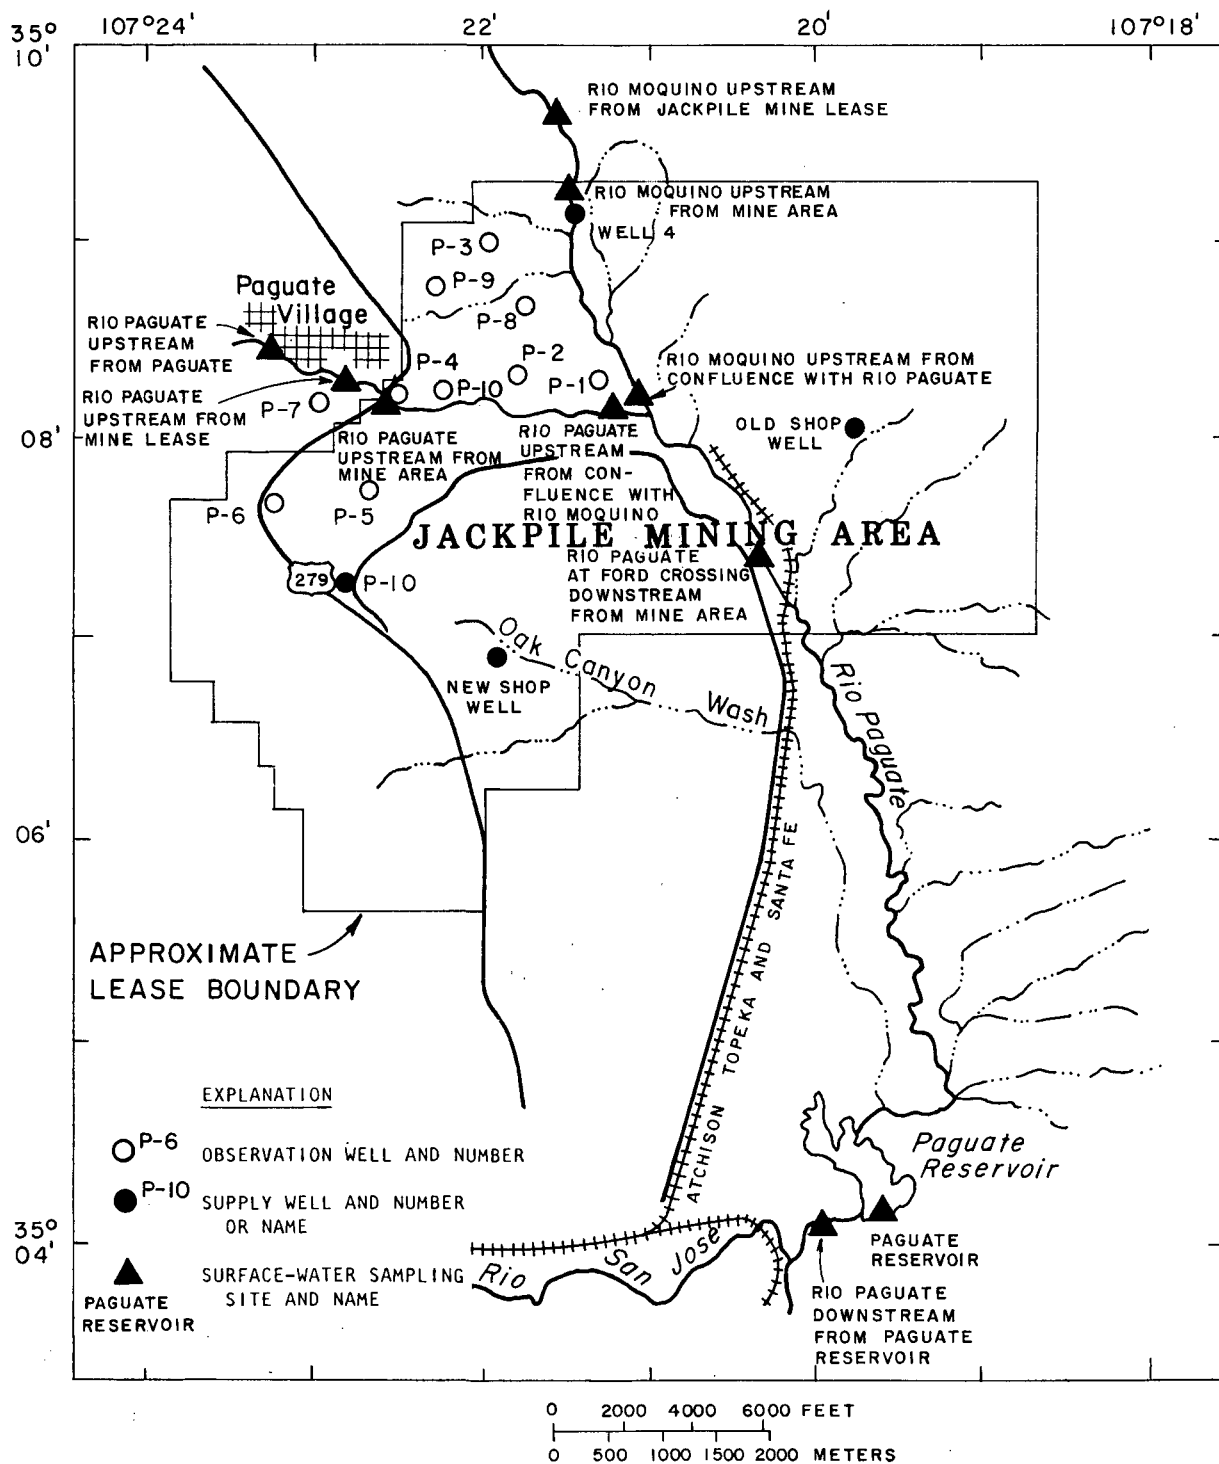 107°24' 22' 20' 107°18'
35°
10'
RIO MOQUINO UPSTREAM
FROM JACKPILE MINE LEASE
RIO MOQUINO UPSTREAM
FROM MINE AREA
WELL 4
P-3
P-9
P-8
Paguate
Village
RIO PAGUATE
UPSTREAM
FROM PAGUATE
P-4
P-2
P-1
P-10
RIO MOQUINO UPSTREAM FROM
CONFLUENCE WITH RIO PAGUATE
RIO PAGUATE
UPSTREAM FROM
MINE LEASE
P-7
08'
RIO PAGUATE
UPSTREAM FROM
MINE AREA
RIO PAGUATE
UPSTREAM
FROM CON-
FLUENCE WITH
RIO MOQUINO
OLD SHOP
WELL
P-6
P-5
JACKPILE MINING AREA
RIO PAGUATE
AT FORD CROSSING
DOWNSTREAM
FROM MINE AREA
279
P-10
Oak Canyon Wash
NEW SHOP
WELL
Rio Paguate
06'
ATCHISON TOPEKA AND SANTA FE
APPROXIMATE
LEASE BOUNDARY
EXPLANATION
P-6 OBSERVATION WELL AND NUMBER
P-10 SUPPLY WELL AND NUMBER
OR NAME
SURFACE-WATER SAMPLING
SITE AND NAME
PAGUATE
RESERVOIR
35°
04'
Paguate
Reservoir
PAGUATE
RESERVOIR
Rio San Jose
RIO PAGUATE
DOWNSTREAM
FROM PAGUATE
RESERVOIR
0 2000 4000 6000 FEET
0 500 1000 1500 2000 METERS